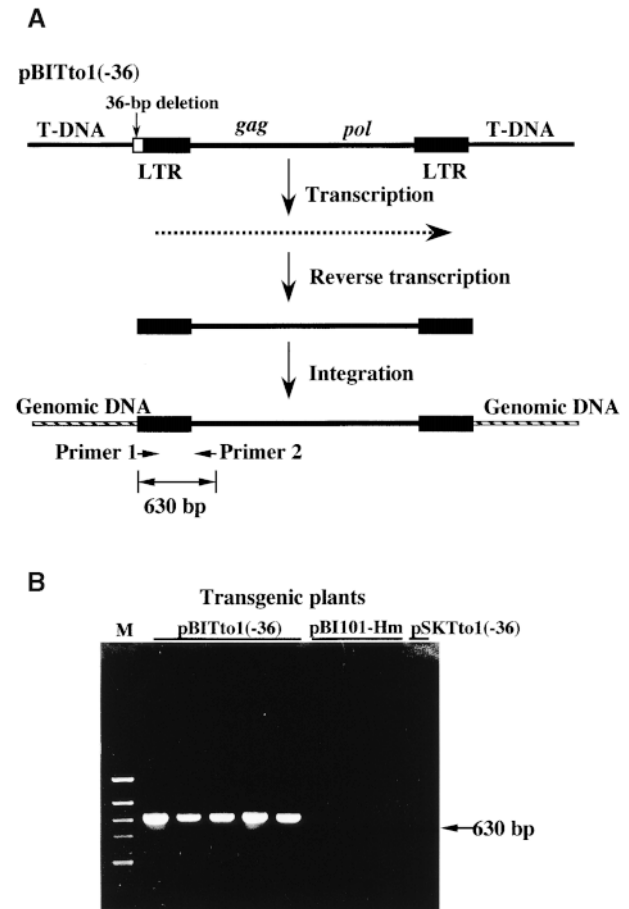 A
pBITto1(-36)
36-bp deletion
T-DNA gag pol T-DNA
LTR LTR
Transcription
Reverse transcription
Integration
Genomic DNA Genomic DNA
Primer 1 Primer 2
630 bp
B
Transgenic plants
M pBITto1(-36) pBI101-Hm pSKTto1(-36)
630 bp